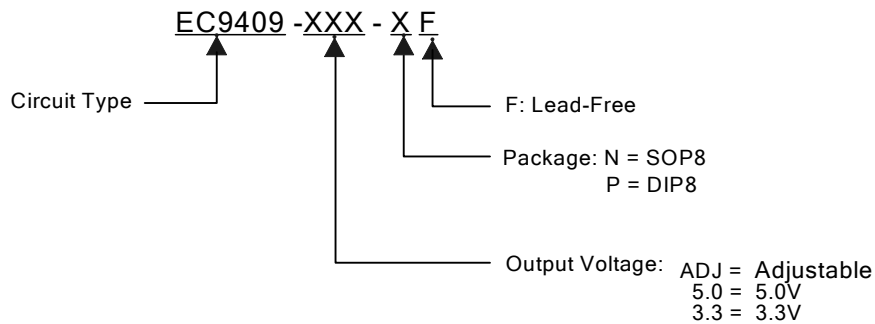 EC9409 -XXX - X F
Circuit Type
F: Lead-Free
Package: N = SOP8
P = DIP8
Output Voltage: ADJ = Adjustable
5.0 = 5.0V
3.3 = 3.3V